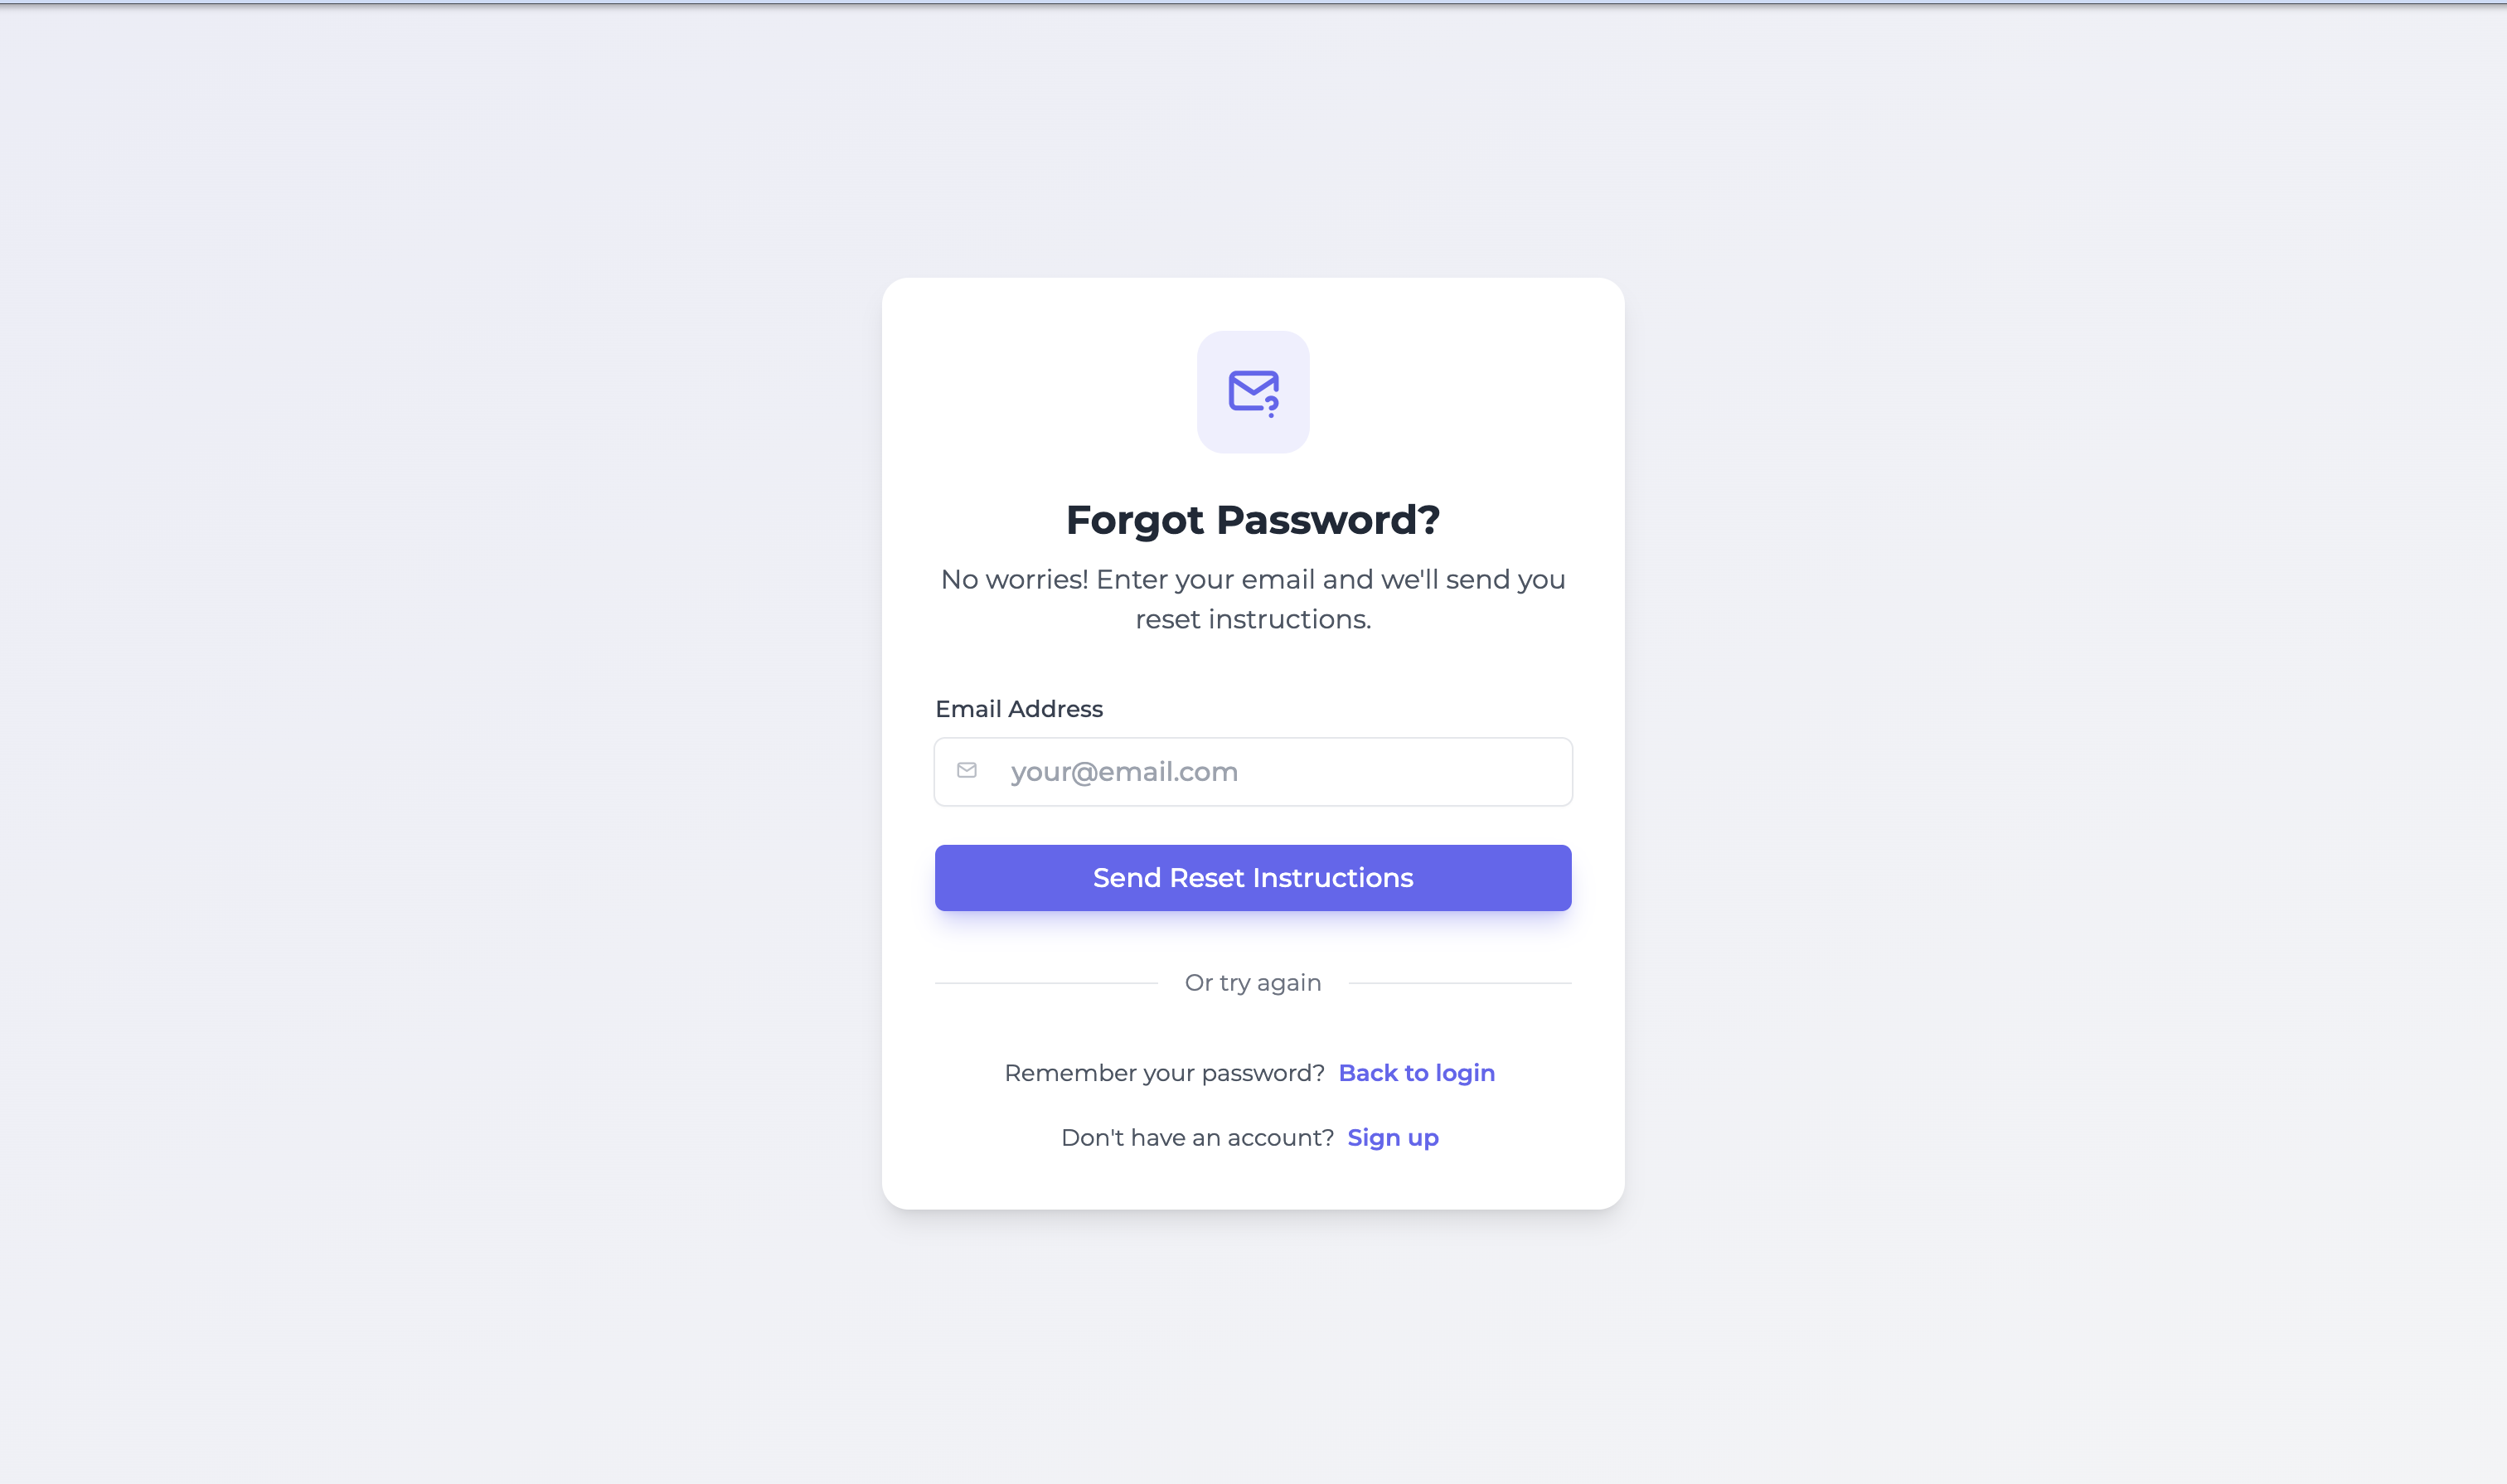 Forgot Password?
No worries! Enter your email and we'll send you
reset instructions.
Email Address
your@email.com
Send Reset Instructions
Or try again
Remember your password? Back to login
Don't have an account? Sign up